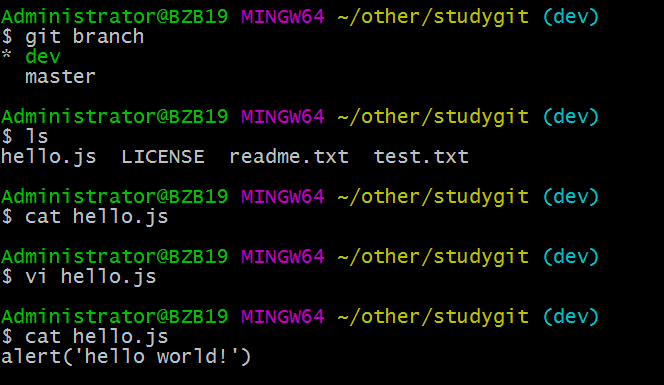 Administrator@BZB19 MINGW64 ~/other/studygit (dev)
$ git branch
* dev
  master
Administrator@BZB19 MINGW64 ~/other/studygit (dev)
$ ls
hello.js  LICENSE  readme.txt  test.txt
Administrator@BZB19 MINGW64 ~/other/studygit (dev)
$ cat hello.js
Administrator@BZB19 MINGW64 ~/other/studygit (dev)
$ vi hello.js
Administrator@BZB19 MINGW64 ~/other/studygit (dev)
$ cat hello.js
alert('hello world!')